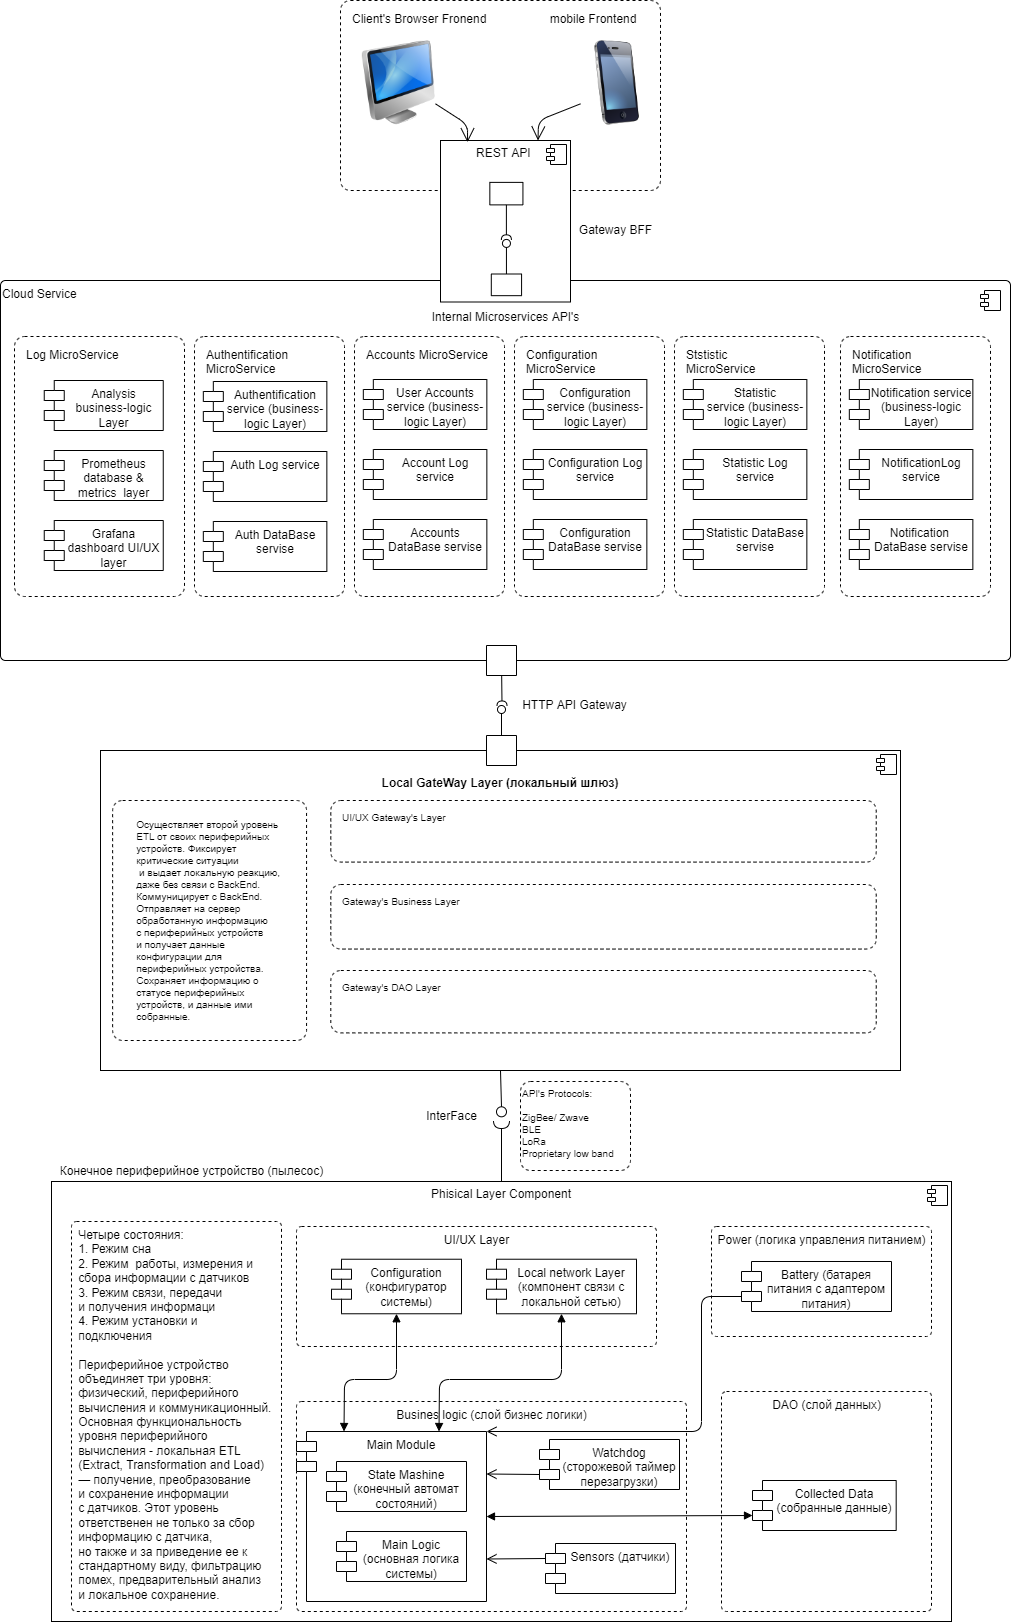 Client's Browser Fronend
mobile Frontend
REST API
Gateway BFF
Cloud Service
Internal Microservices API's
Log MicroService
Analysis
business-logic
Layer
Prometheus
database &
metrics layer
Grafana
dashboard UI/UX
layer
Authentification
MicroService
Authentification
service (business-
logic Layer)
Auth Log service
Auth DataBase
servise
Accounts MicroService
User Accounts
service (business-
logic Layer)
Account Log
service
Accounts
DataBase servise
Configuration
MicroService
Configuration
service (business-
logic Layer)
Configuration Log
service
Configuration
DataBase servise
Ststistic
MicroService
Statistic
service (business-
logic Layer)
Statistic Log
service
Statistic DataBase
servise
Notification
MicroService
Notification service
(business-logic
Layer)
NotificationLog
service
Notification
DataBase servise
HTTP API Gateway
Local GateWay Layer (локальный шлюз)
Осуществляет второй уровень
ETL от своих периферийных
устройств. Фиксирует
критические ситуации
и выдает локальную реакцию,
даже без связи с BackEnd.
Коммуницирует с BackEnd.
Отправляет на сервер
обработанную информацию
с периферийных устройств
и получает данные
конфигурации для
периферийных устройства.
Сохраняет информацию о
статусе периферийных
устройств, и данные ими
собранные.
UI/UX Gateway's Layer
Gateway's Business Layer
Gateway's DAO Layer
InterFace
API's Protocols:
ZigBee/ Zwave
BLE
LoRa
Proprietary low band
Конечное периферийное устройство (пылесос)
Phisical Layer Component
Четыре состояния:
1. Режим сна
2. Режим работы, измерения и
сбора информации с датчиков
3. Режим связи, передачи
и получения информаци
4. Режим установки и
подключения
Периферийное устройство
объединяет три уровня:
физический, периферийного
вычисления и коммуникационный.
Основная функциональность
уровня периферийного
вычисления - локальная ETL
(Extract, Transformation and Load)
— получение, преобразование
и сохранение информации
с датчиков. Этот уровень
ответственен не только за сбор
информацию с датчика,
но также и за приведение ее к
стандартному виду, фильтрацию
помех, предварительный анализ
и локальное сохранение.
UI/UX Layer
Configuration
(конфигуратор
системы)
Local network Layer
(компонент связи с
локальной сетью)
Power (логика управления питанием)
Battery (батарея
питания с адаптером
питания)
Busines logic (слой бизнес логики)
Main Module
State Mashine
(конечный автомат
состояний)
Main Logic
(основная логика
системы)
Watchdog
(сторожевой таймер
перезагрузки)
Sensors (датчики)
DAO (слой данных)
Collected Data
(собранные данные)